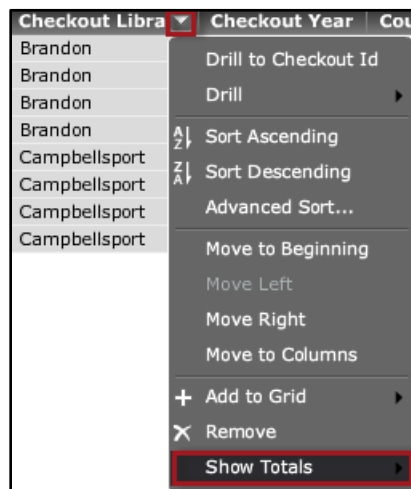 Checkout Libra Checkout Year Cou
Brandon
Brandon
Brandon
Brandon
Campbellsport
Campbellsport
Campbellsport
Campbellsport
Drill to Checkout Id
Drill
Sort Ascending
Sort Descending
Advanced Sort...
Move to Beginning
Move Left
Move Right
Move to Columns
Add to Grid
Remove
Show Totals